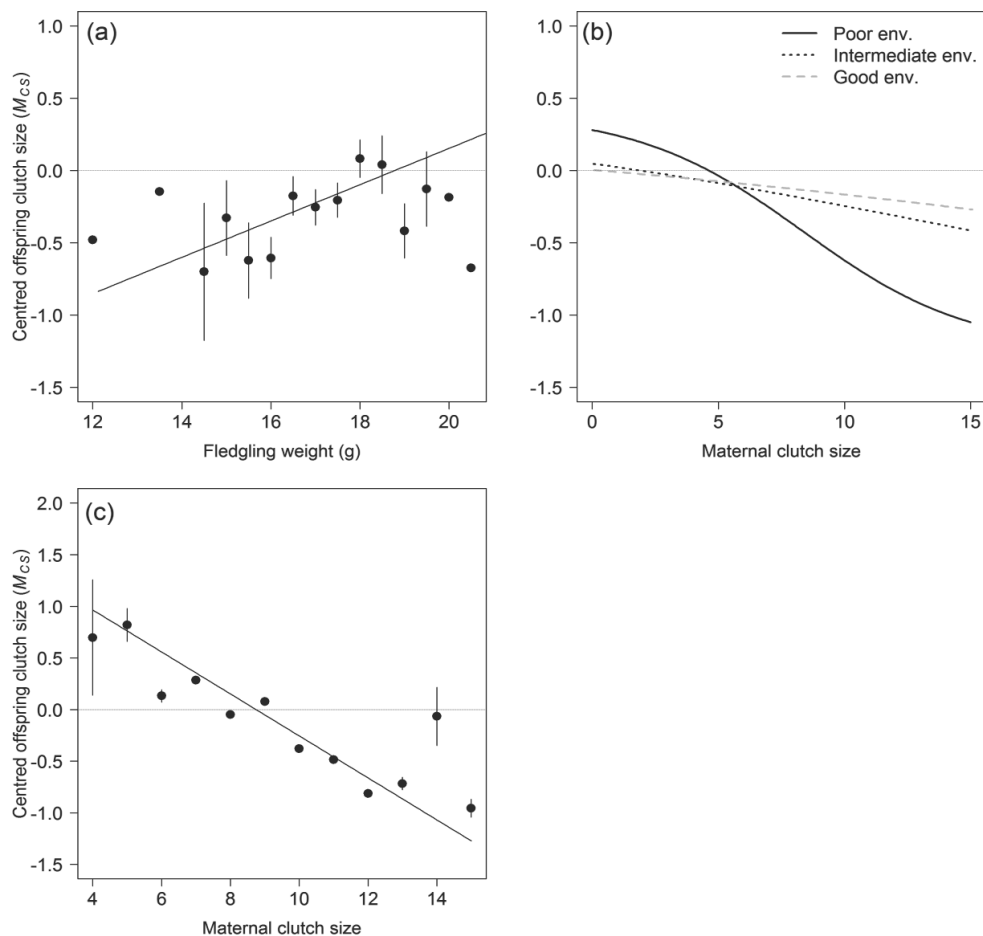 (a)
1.0
0.5
0.0
-0.5
-1.0
-1.5
Centred offspring clutch size (MCS)
12 14 16 18 20
Fledgling weight (g)
(b)
Poor env.
Intermediate env.
Good env.
1.0
0.5
0.0
-0.5
-1.0
-1.5
0 5 10 15
Maternal clutch size
(c)
2.0
1.5
1.0
0.5
0.0
-0.5
-1.0
-1.5
Centred offspring clutch size (MCS)
4 6 8 10 12 14
Maternal clutch size